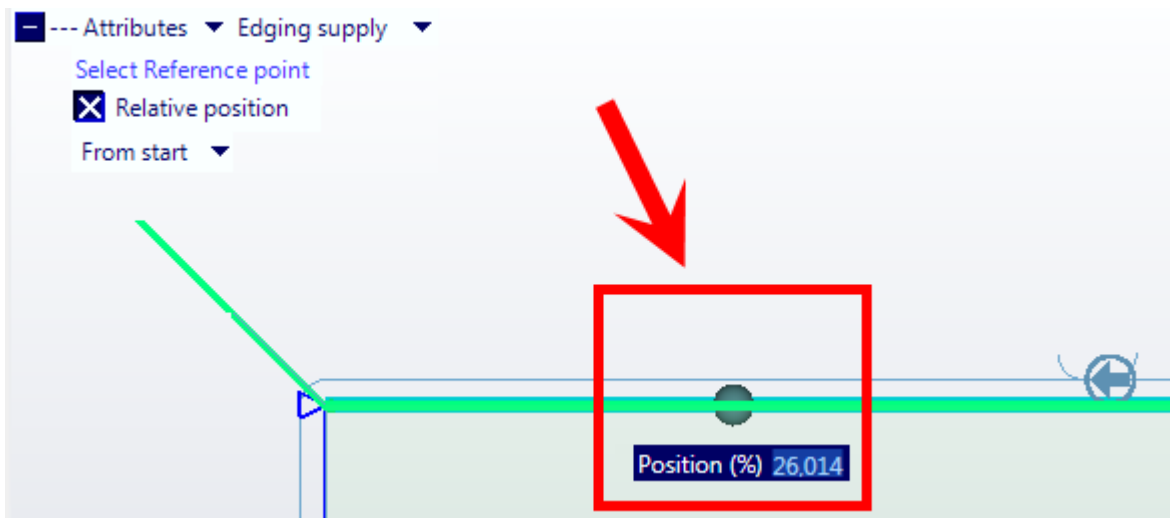 --- Attributes Edging supply
Select Reference point
Relative position
From start
Position (%) 26,014